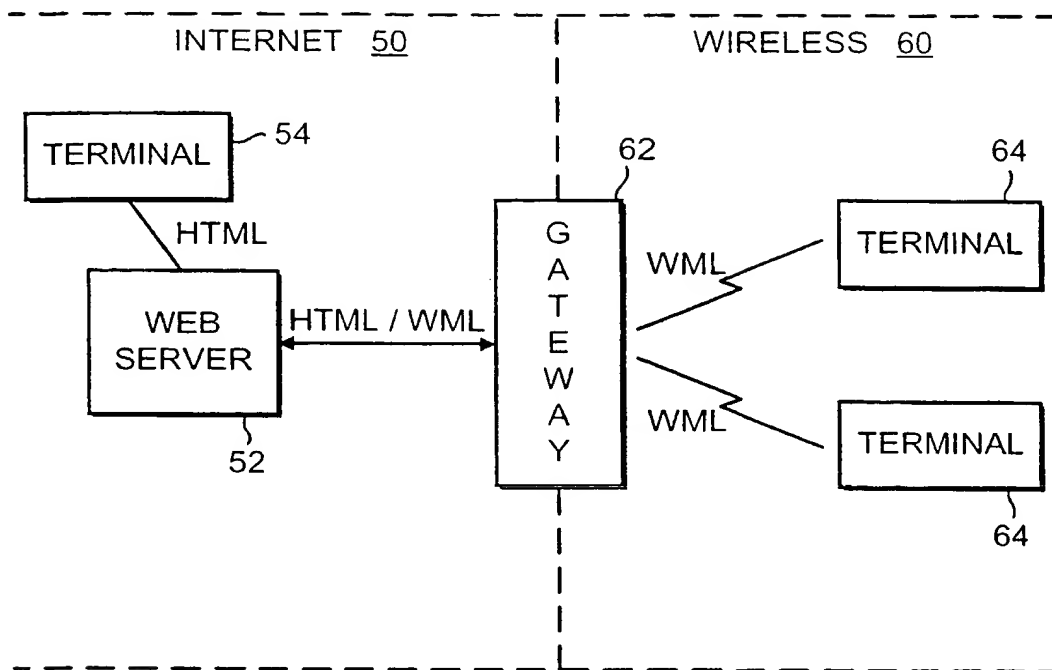 INTERNET 50
WIRELESS 60
TERMINAL
54
HTML
WEB
SERVER
52
HTML / WML
62
GATEWAY
WML
64
TERMINAL
WML
TERMINAL
64